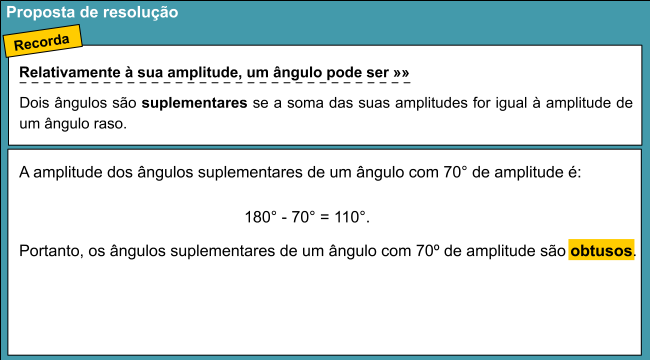 Proposta de resolução
Recorda
Relativamente à sua amplitude, um ângulo pode ser »»
Dois ângulos são suplementares se a soma das suas amplitudes for igual à amplitude de
um ângulo raso.
A amplitude dos ângulos suplementares de um ângulo com 70° de amplitude é:
180° - 70° = 110°.
Portanto, os ângulos suplementares de um ângulo com 70º de amplitude são obtusos.